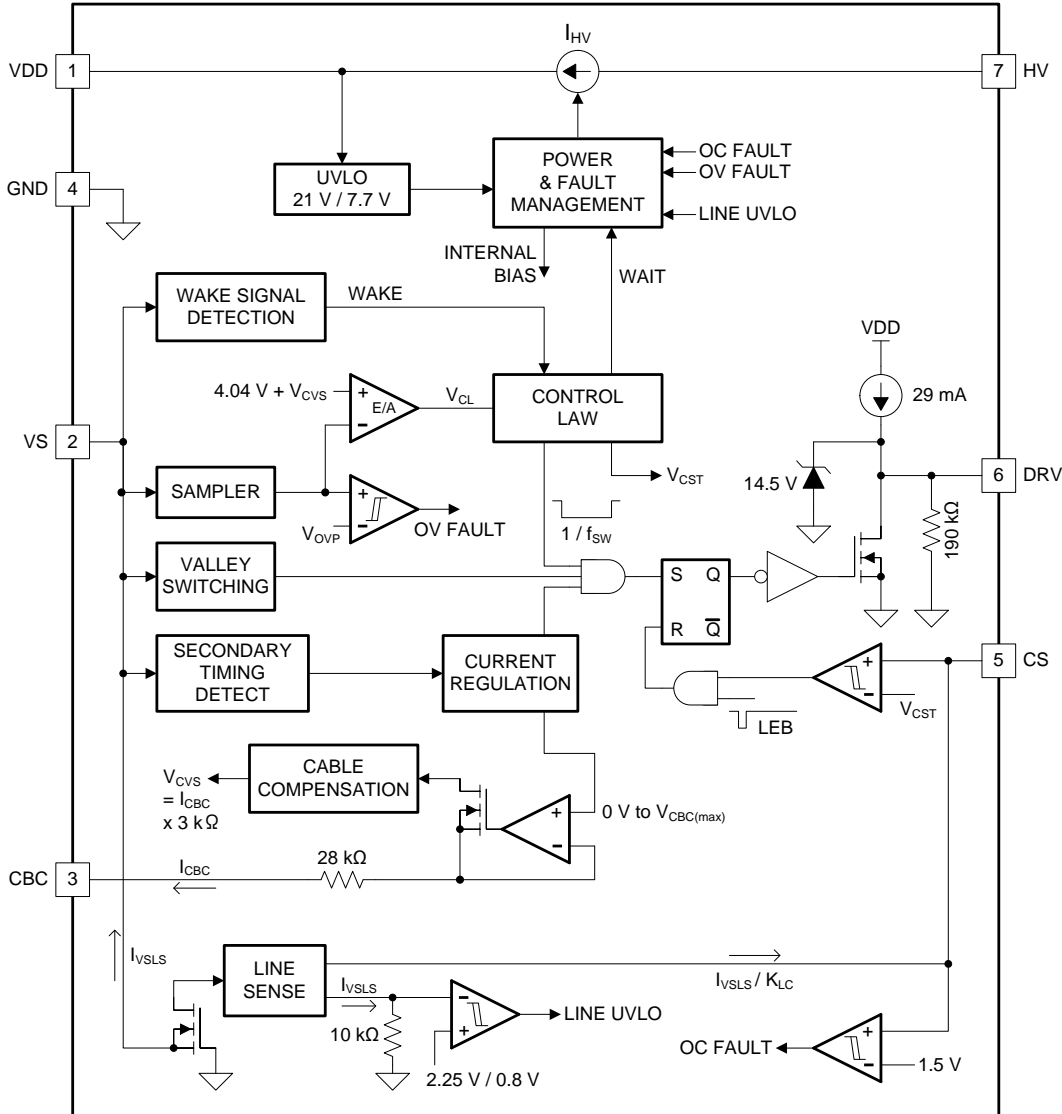 I_HV
VDD 1
7 HV
GND 4
UVLO
21 V / 7.7 V
POWER
& FAULT
MANAGEMENT
OC FAULT
OV FAULT
LINE UVLO
INTERNAL
BIAS
WAIT
WAKE SIGNAL
DETECTION
WAKE
VDD
29 mA
4.04 V + V_CVS
+
E/A
–
V_CL
CONTROL
LAW
VS 2
SAMPLER
V_CST
14.5 V
6 DRV
190 kΩ
+
–
V_OVP
OV FAULT
1 / f_SW
VALLEY
SWITCHING
S Q
R Q̅
SECONDARY
TIMING
DETECT
CURRENT
REGULATION
+
–
5 CS
V_CST
LEB
CABLE
COMPENSATION
V_CVS
= I_CBC
x 3 kΩ
+
–
0 V to V_CBC(max)
CBC 3
I_CBC
28 kΩ
I_VSLS
LINE
SENSE
I_VSLS
I_VSLS / K_LC
10 kΩ
–
+
LINE UVLO
2.25 V / 0.8 V
OC FAULT
+
–
1.5 V